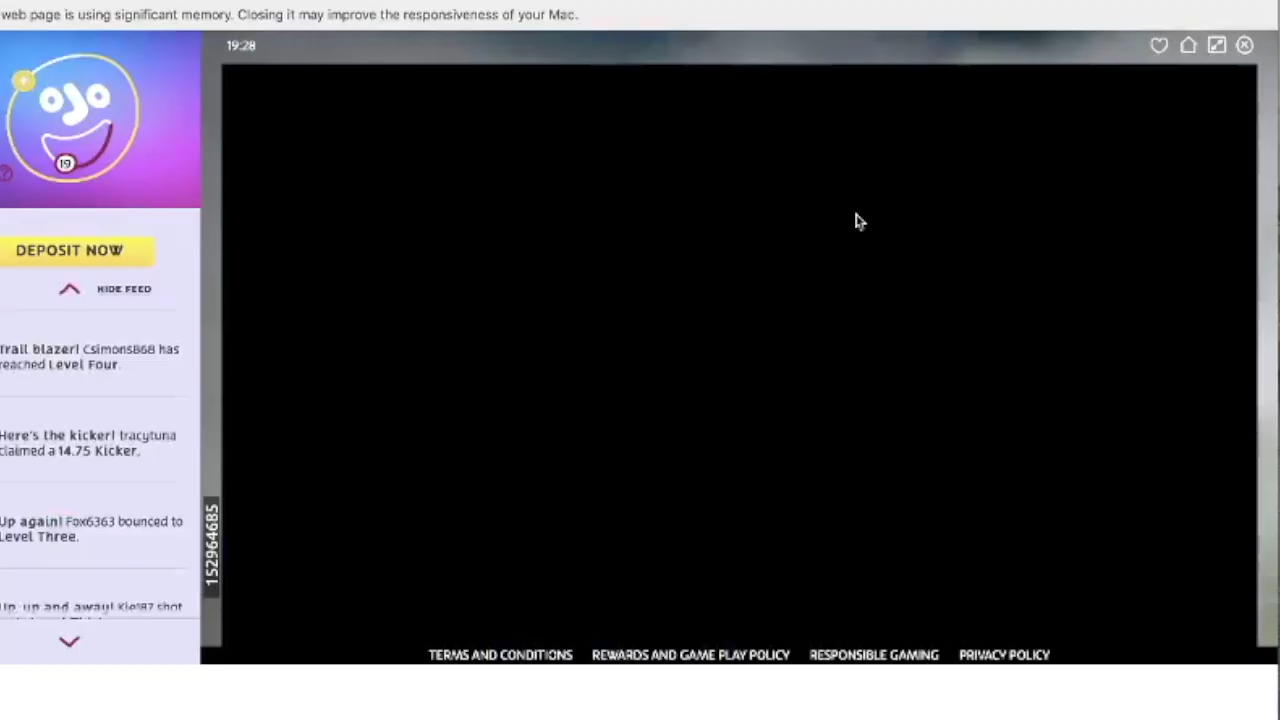 web page is using significant memory. Closing it may improve the responsiveness of your Mac.
19:28
OJO
19
DEPOSIT NOW
HIDE FEED
Trail blazer! Csimons868 has
reached Level Four.
Here's the kicker! tracytuna
claimed a 14.75 Kicker.
Up again! Fox6363 bounced to
Level Three.
Up, up and away! Kie187 shot
152964685
TERMS AND CONDITIONS REWARDS AND GAME PLAY POLICY RESPONSIBLE GAMING PRIVACY POLICY